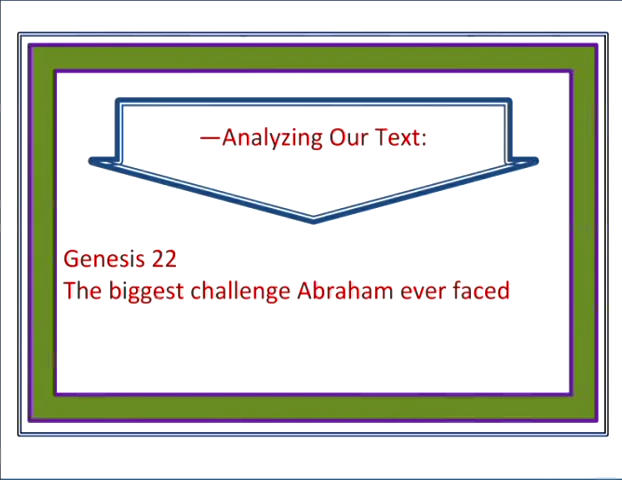 —Analyzing Our Text:
Genesis 22
The biggest challenge Abraham ever faced